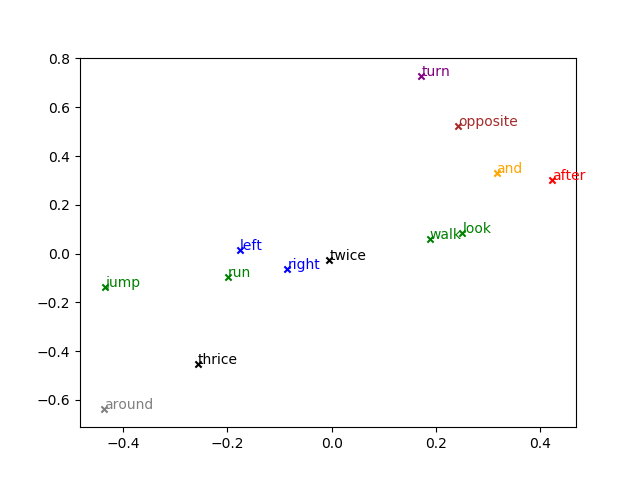 0.8
turn
0.6
opposite
0.4
and
after
0.2
look
walk
left
twice
0.0
right
run
jump
−0.2
−0.4
thrice
−0.6
around
−0.4
−0.2
0.0
0.2
0.4